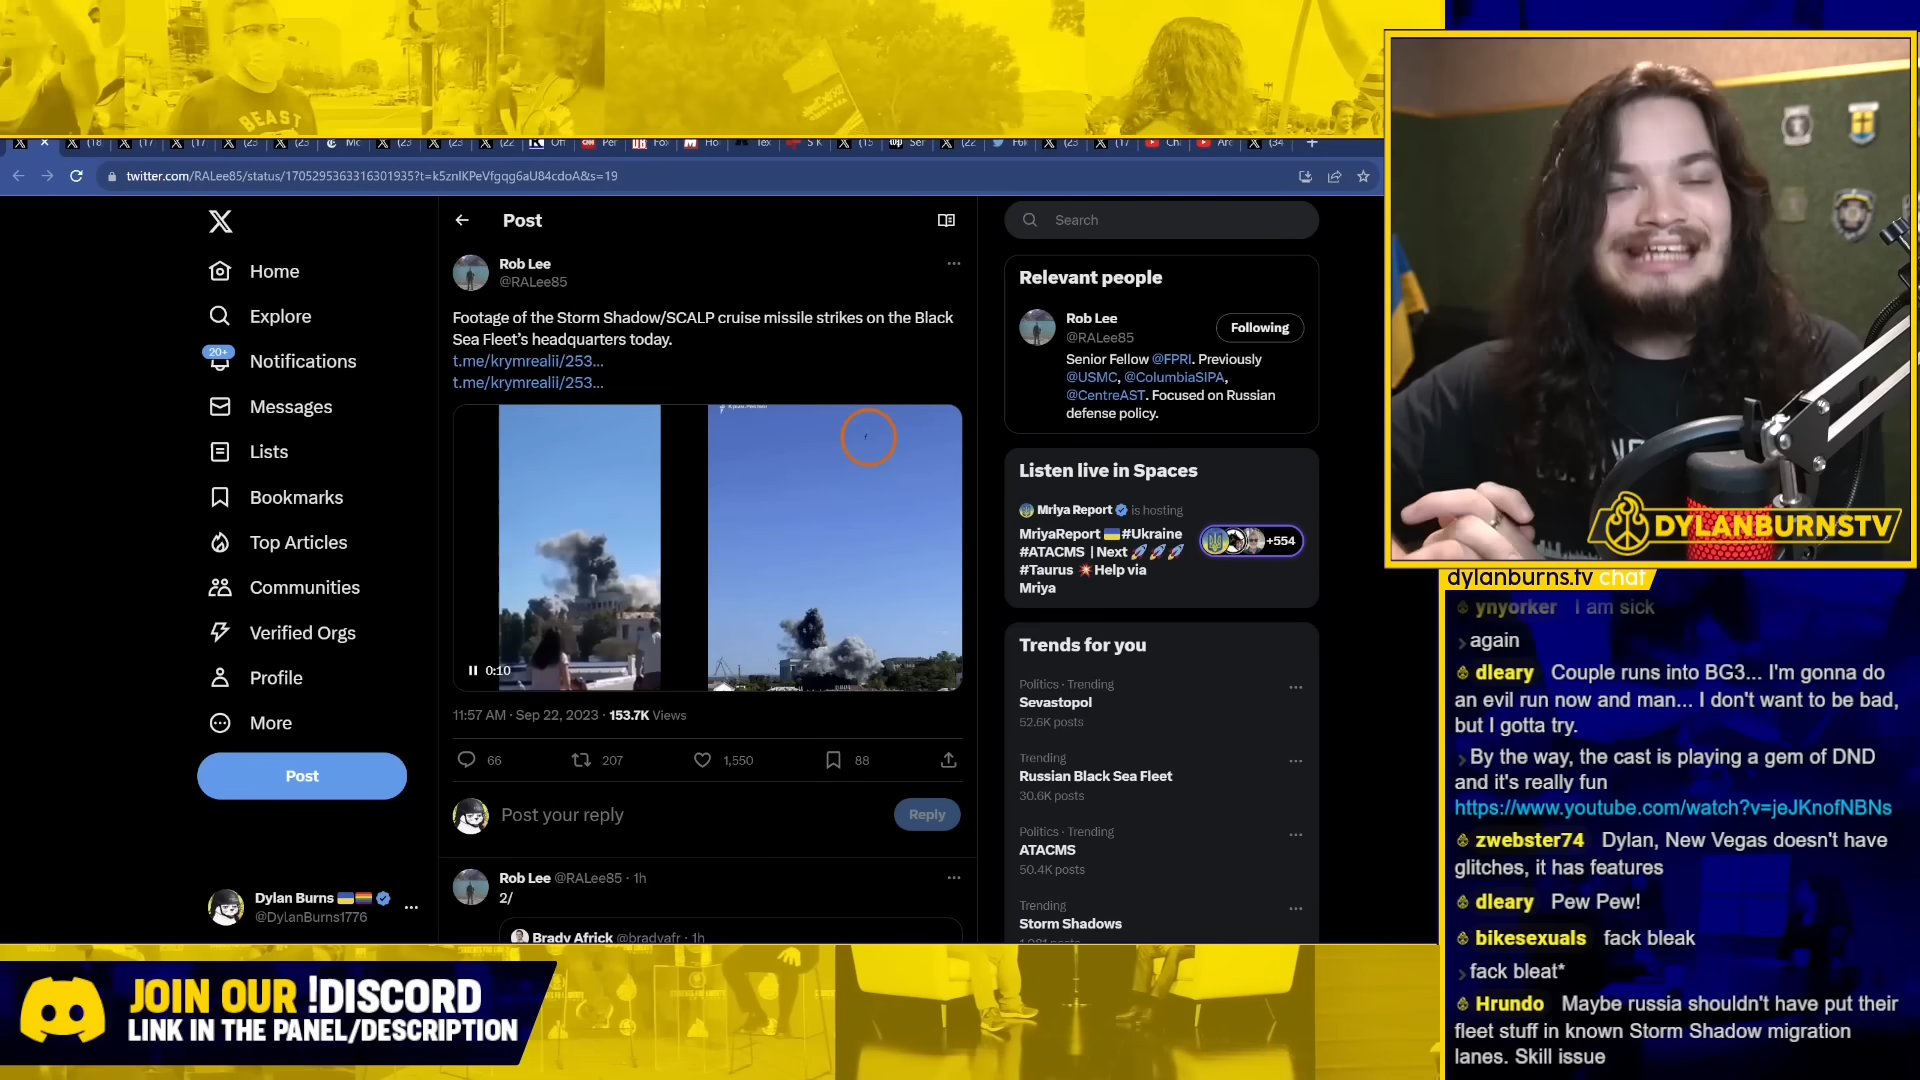 BEAST
twitter.com/RALee85/status/1705295363316301935?t=k5znIKPeVfgqg6aU84cdoA&s=19
Home
Explore
20+
Notifications
Messages
Lists
Bookmarks
Top Articles
Communities
Verified Orgs
Profile
More
Post
Dylan Burns
@DylanBurns1776
Post
Rob Lee
@RALee85
Footage of the Storm Shadow/SCALP cruise missile strikes on the Black
Sea Fleet's headquarters today.
t.me/krymrealii/253...
t.me/krymrealii/253...
0:10
11:57 AM · Sep 22, 2023 · 153.7K Views
66 207 1,550 88
Post your reply
Reply
Rob Lee @RALee85 · 1h
2/
Brady Africk @bradyafr · 1h
Search
Relevant people
Rob Lee
@RALee85
Following
Senior Fellow @FPRI. Previously
@USMC, @ColumbiaSIPA,
@CentreAST. Focused on Russian
defense policy.
Listen live in Spaces
Mriya Report is hosting
MriyaReport 🇺🇦#Ukraine
#ATACMS | Next 🚀🚀🚀
#Taurus 💥Help via
Mriya
+554
Trends for you
Politics · Trending
Sevastopol
52.6K posts
Trending
Russian Black Sea Fleet
30.6K posts
Politics · Trending
ATACMS
50.4K posts
Trending
Storm Shadows
DYLANBURNSTV
dylanburns.tv chat
ynyorker I am sick
again
dleary Couple runs into BG3... I'm gonna do
an evil run now and man... I don't want to be bad,
but I gotta try.
By the way, the cast is playing a gem of DND
and it's really fun
https://www.youtube.com/watch?v=jeJKnofNBNs
zwebster74 Dylan, New Vegas doesn't have
glitches, it has features
dleary Pew Pew!
bikesexuals fack bleak
fack bleat*
Hrundo Maybe russia shouldn't have put their
fleet stuff in known Storm Shadow migration
lanes. Skill issue
JOIN OUR !DISCORD
LINK IN THE PANEL/DESCRIPTION